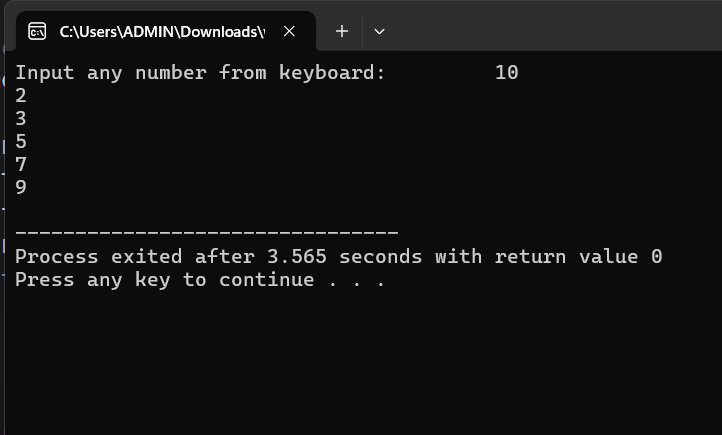 C:\Users\ADMIN\Downloads\
Input any number from keyboard:         10
2
3
5
7
9
--------------------------------
Process exited after 3.565 seconds with return value 0
Press any key to continue . . .